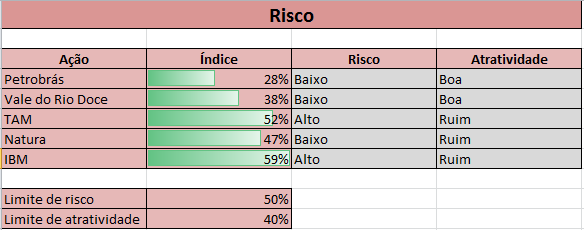 Risco
Ação Índice Risco Atratividade
Petrobrás 28% Baixo Boa
Vale do Rio Doce 38% Baixo Boa
TAM 52% Alto Ruim
Natura 47% Baixo Ruim
IBM 59% Alto Ruim
Limite de risco 50%
Limite de atratividade 40%